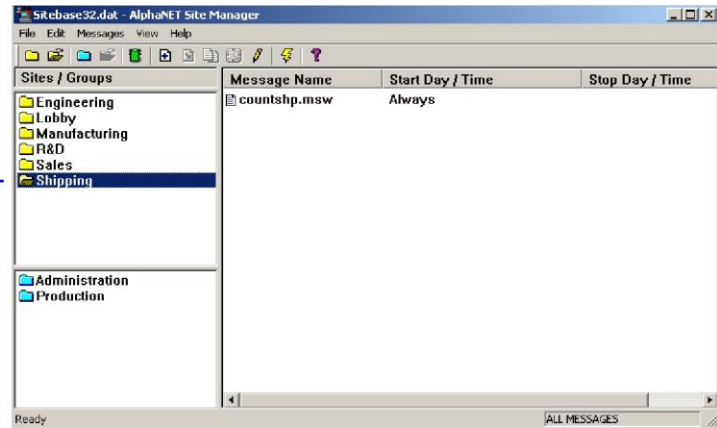 Sitebase32.dat - AlphaNET Site Manager
File Edit Messages View Help
Sites / Groups
Message Name Start Day / Time Stop Day / Time
Engineering
Lobby
Manufacturing
R&D
Sales
Shipping
countshp.msw Always
Administration
Production
Ready ALL MESSAGES